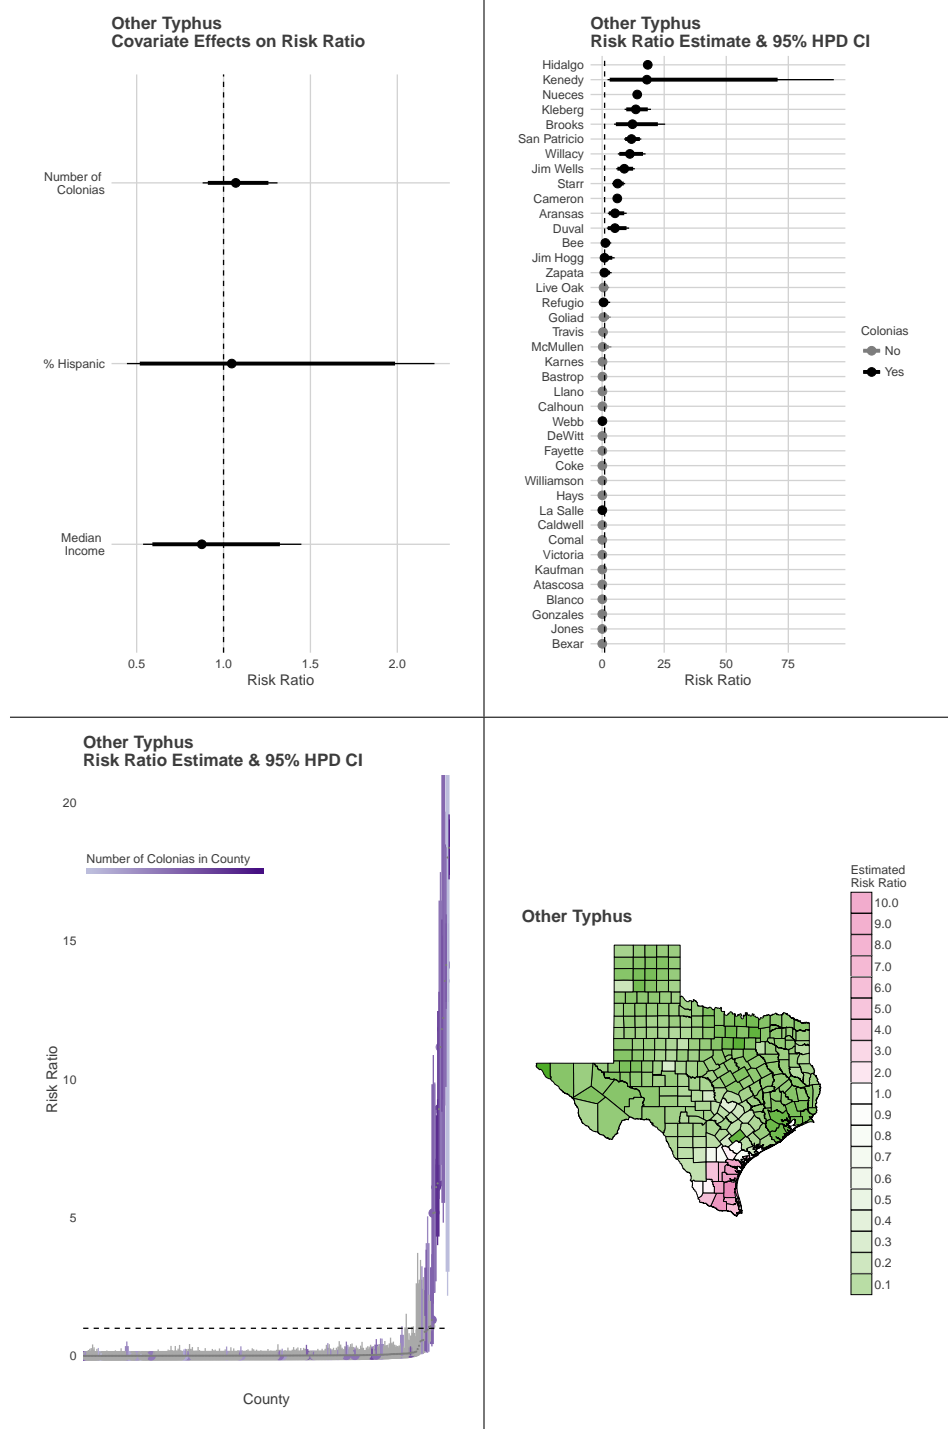 Other Typhus
Covariate Effects on Risk Ratio
Number of
Colonias
% Hispanic
Median
Income
0.5
1.0
1.5
2.0
Risk Ratio
Other Typhus
Risk Ratio Estimate & 95% HPD CI
Hidalgo
Kenedy
Nueces
Kleberg
Brooks
San Patricio
Willacy
Jim Wells
Starr
Cameron
Aransas
Duval
Bee
Jim Hogg
Zapata
Live Oak
Refugio
Goliad
Travis
McMullen
Karnes
Bastrop
Llano
Calhoun
Webb
DeWitt
Fayette
Coke
Williamson
Hays
La Salle
Caldwell
Comal
Victoria
Kaufman
Atascosa
Blanco
Gonzales
Jones
Bexar
0
25
50
75
Risk Ratio
Colonias
No
Yes
Other Typhus
Risk Ratio Estimate & 95% HPD CI
20
15
10
5
0
Risk Ratio
Number of Colonias in County
County
Other Typhus
Estimated
Risk Ratio
10.0
9.0
8.0
7.0
6.0
5.0
4.0
3.0
2.0
1.0
0.9
0.8
0.7
0.6
0.5
0.4
0.3
0.2
0.1